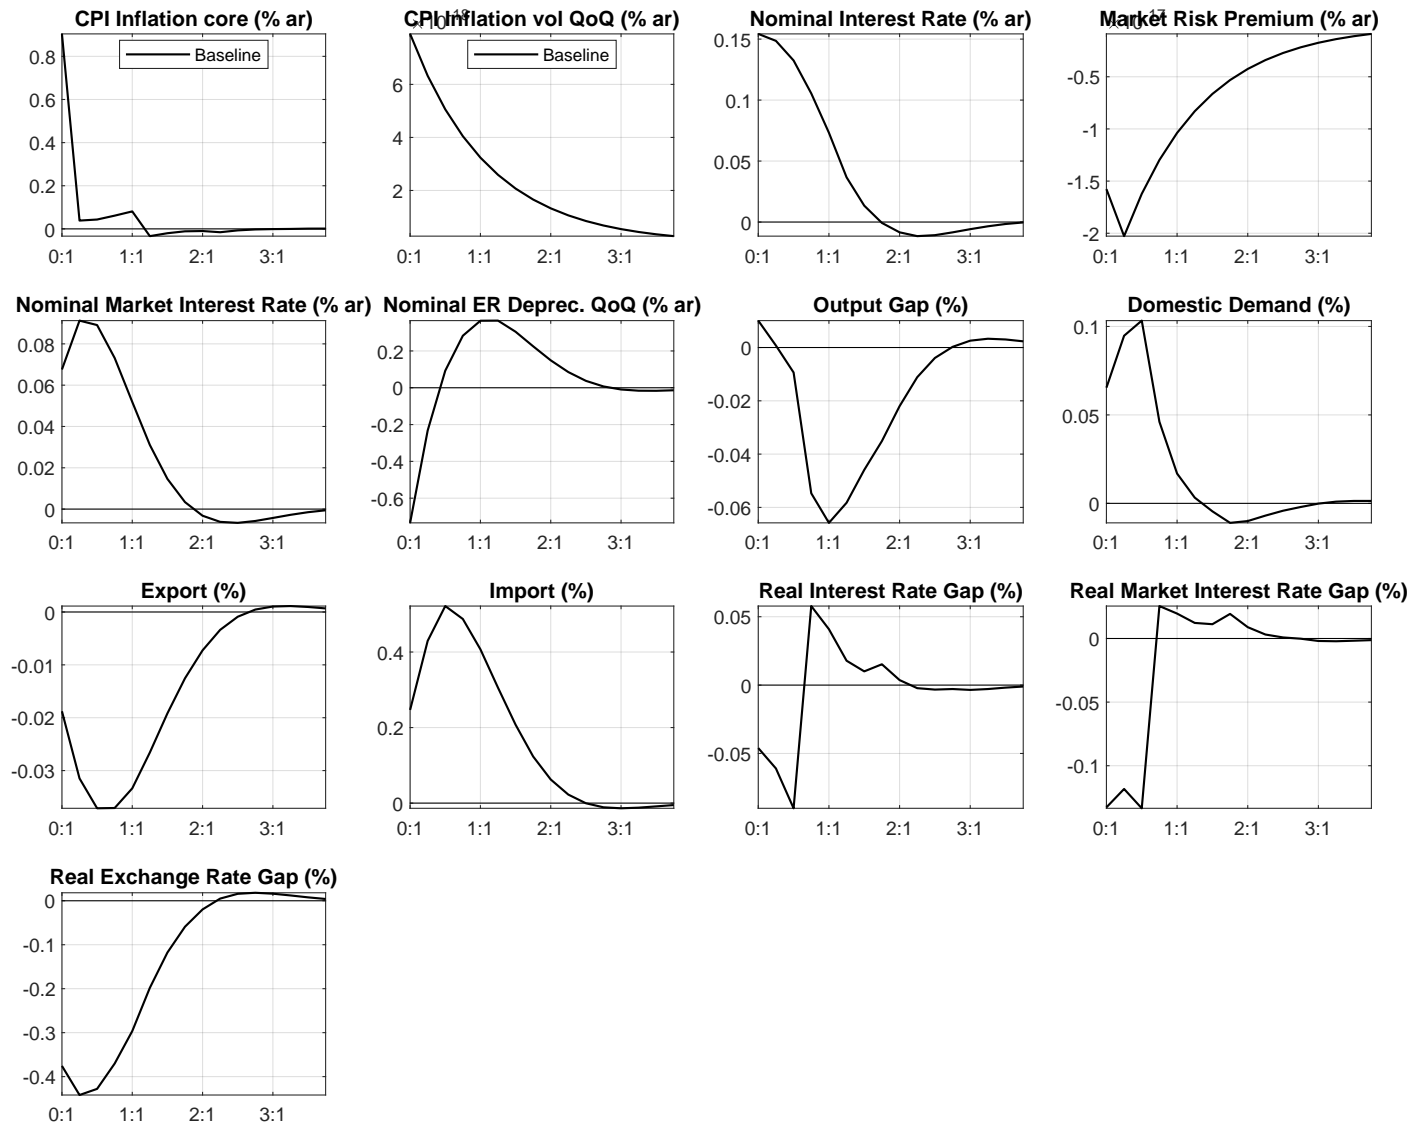 CPI Inflation core (% ar)
Baseline
0.8
0.6
0.4
0.2
0
0:1 1:1 2:1 3:1
CPI Inflation vol QoQ (% ar)
Baseline
6
4
2
0:1 1:1 2:1 3:1
Nominal Interest Rate (% ar)
0.15
0.1
0.05
0
0:1 1:1 2:1 3:1
Market Risk Premium (% ar)
-0.5
-1
-1.5
-2
0:1 1:1 2:1 3:1
Nominal Market Interest Rate (% ar)
0.08
0.06
0.04
0.02
0
0:1 1:1 2:1 3:1
Nominal ER Deprec. QoQ (% ar)
0.2
0
-0.2
-0.4
-0.6
0:1 1:1 2:1 3:1
Output Gap (%)
0
-0.02
-0.04
-0.06
0:1 1:1 2:1 3:1
Domestic Demand (%)
0.1
0.05
0
0:1 1:1 2:1 3:1
Export (%)
0
-0.01
-0.02
-0.03
0:1 1:1 2:1 3:1
Import (%)
0.4
0.2
0
0:1 1:1 2:1 3:1
Real Interest Rate Gap (%)
0.05
0
-0.05
0:1 1:1 2:1 3:1
Real Market Interest Rate Gap (%)
0
-0.05
-0.1
0:1 1:1 2:1 3:1
Real Exchange Rate Gap (%)
0
-0.1
-0.2
-0.3
-0.4
0:1 1:1 2:1 3:1